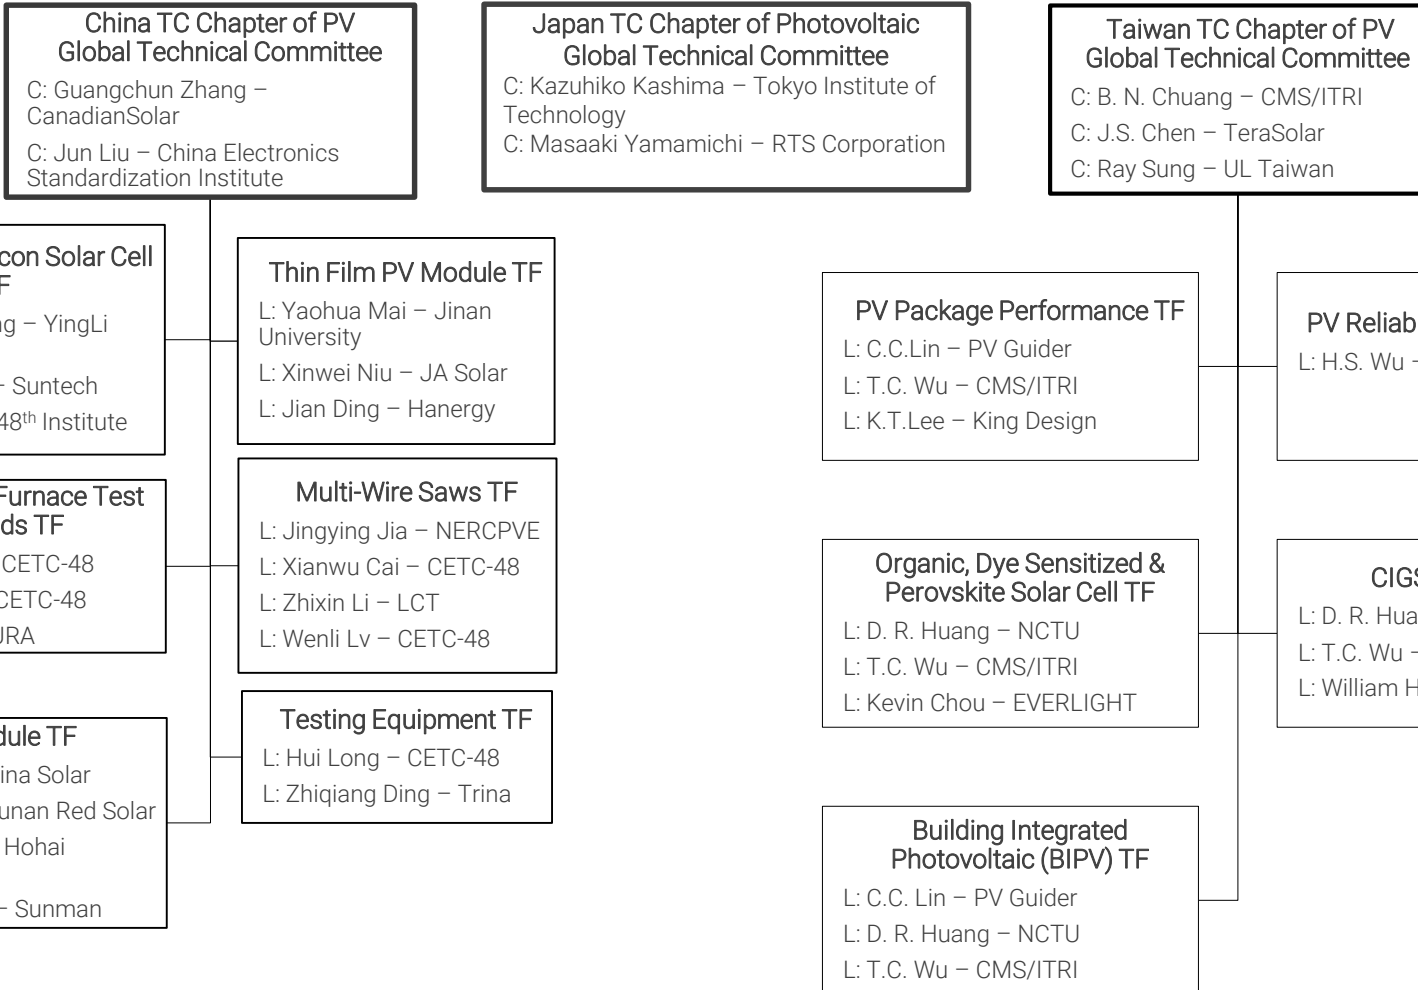 China TC Chapter of PV
Global Technical Committee
C: Guangchun Zhang –
CanadianSolar
C: Jun Liu – China Electronics
Standardization Institute
Japan TC Chapter of Photovoltaic
Global Technical Committee
C: Kazuhiko Kashima – Tokyo Institute of
Technology
C: Masaaki Yamamichi – RTS Corporation
Taiwan TC Chapter of PV
Global Technical Committee
C: B. N. Chuang – CMS/ITRI
C: J.S. Chen – TeraSolar
C: Ray Sung – UL Taiwan
Solar Cell
– YingLi
– Suntech
48th Institute
Thin Film PV Module TF
L: Yaohua Mai – Jinan
University
L: Xinwei Niu – JA Solar
L: Jian Ding – Hanergy
Furnace Test
TF
CETC-48
CETC-48
Multi-Wire Saws TF
L: Jingying Jia – NERCPVE
L: Xianwu Cai – CETC-48
L: Zhixin Li – LCT
L: Wenli Lv – CETC-48
TF
Solar
Red Solar
Hohai
– Sunman
Testing Equipment TF
L: Hui Long – CETC-48
L: Zhiqiang Ding – Trina
PV Package Performance TF
L: C.C.Lin – PV Guider
L: T.C. Wu – CMS/ITRI
L: K.T.Lee – King Design
PV
L: H.S. Wu –
Organic, Dye Sensitized &
Perovskite Solar Cell TF
L: D. R. Huang – NCTU
L: T.C. Wu – CMS/ITRI
L: Kevin Chou – EVERLIGHT
CIGS
L: D. R.
L: T.C. Wu –
L: William
Building Integrated
Photovoltaic (BIPV) TF
L: C.C. Lin – PV Guider
L: D. R. Huang – NCTU
L: T.C. Wu – CMS/ITRI